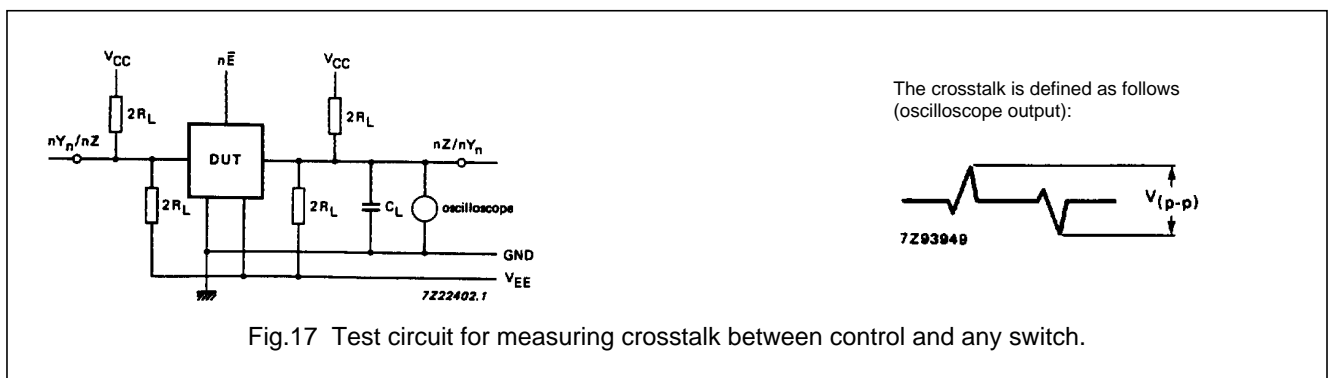 VCC
nE̅
VCC
2RL
2RL
nYn/nZ
DUT
nZ/nYn
2RL
2RL
CL
oscilloscope
GND
VEE
7Z22402.1
The crosstalk is defined as follows
(oscilloscope output):
V(p-p)
7Z93949
Fig.17 Test circuit for measuring crosstalk between control and any switch.